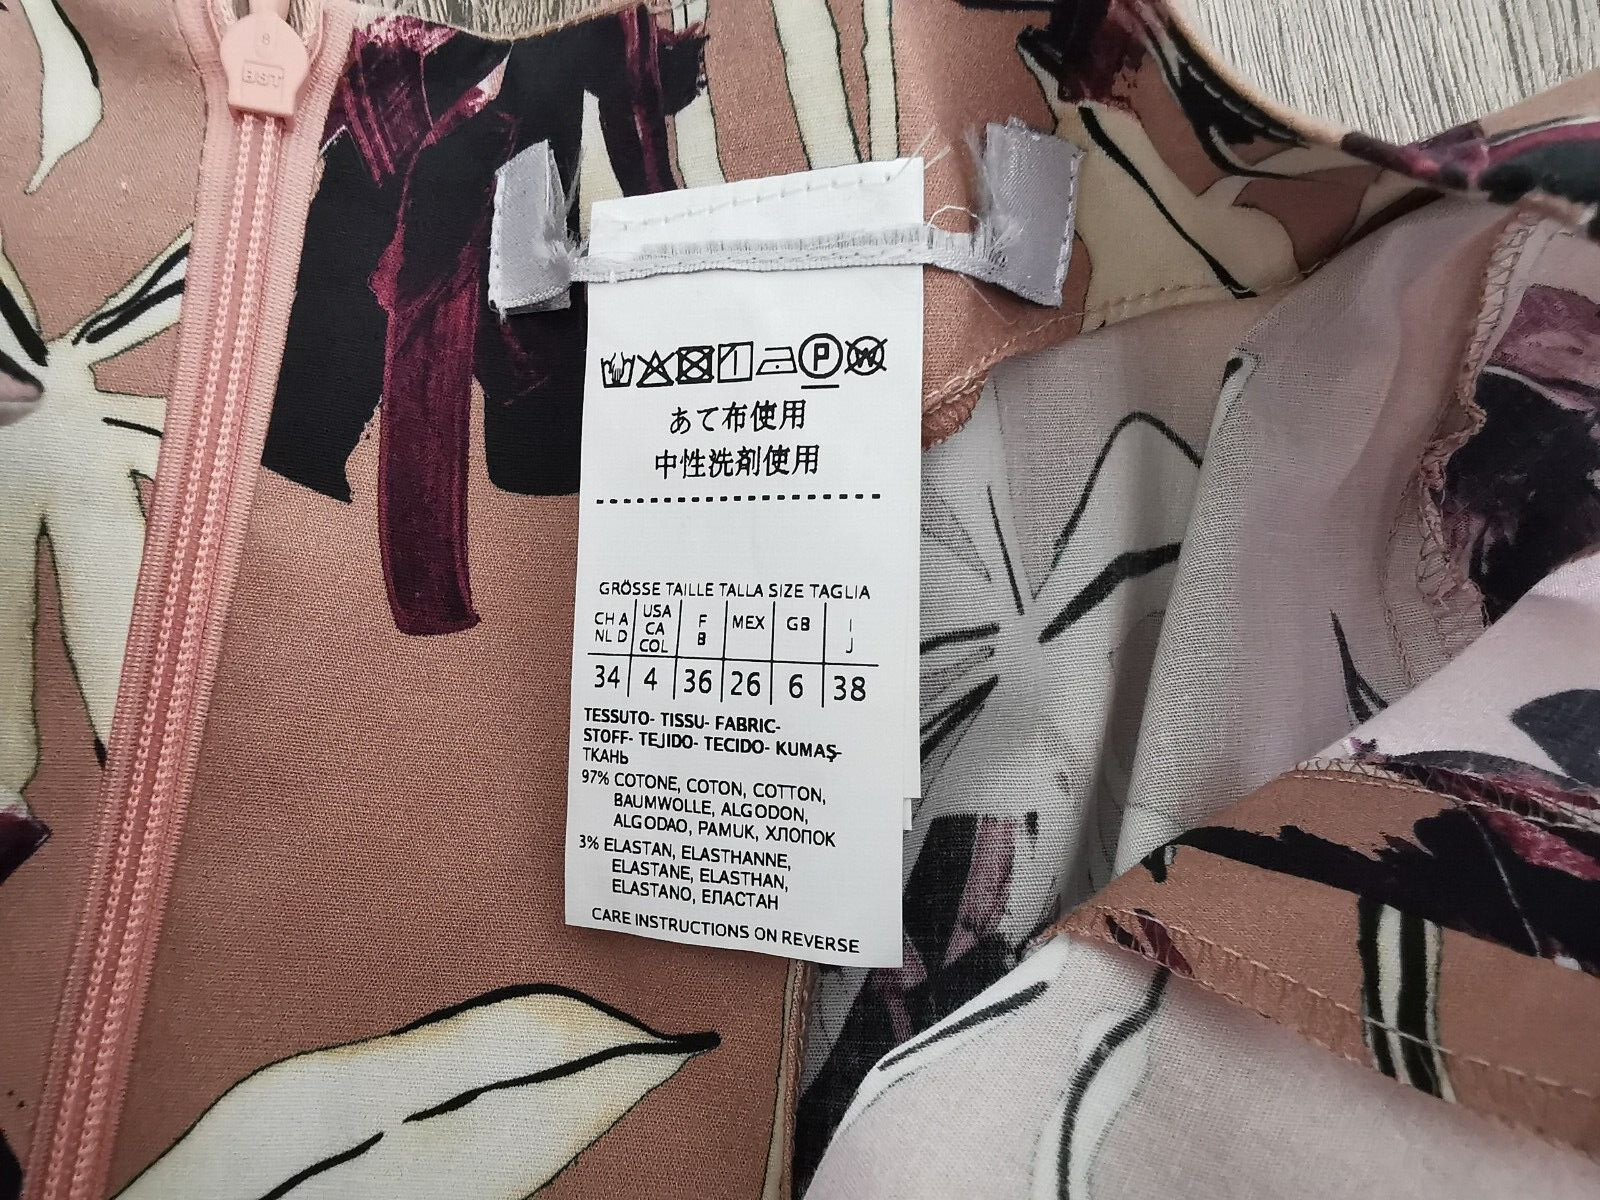 8
BST
P
W
あて布使用
中性洗剤使用
GRÖSSE TAILLE TALLA SIZE TAGLIA
CH A NL D
USA CA COL
F B
MEX
GB
I J
34 4 36 26 6 38
TESSUTO- TISSU- FABRIC-
STOFF- TEJIDO- TECIDO- KUMAŞ-
ТКАНЬ
97% COTONE, COTON, COTTON,
BAUMWOLLE, ALGODON,
ALGODAO, PAMUK, ХЛОПОК
3% ELASTAN, ELASTHANNE,
ELASTANE, ELASTHAN,
ELASTANO, ЕЛАСТАН
CARE INSTRUCTIONS ON REVERSE